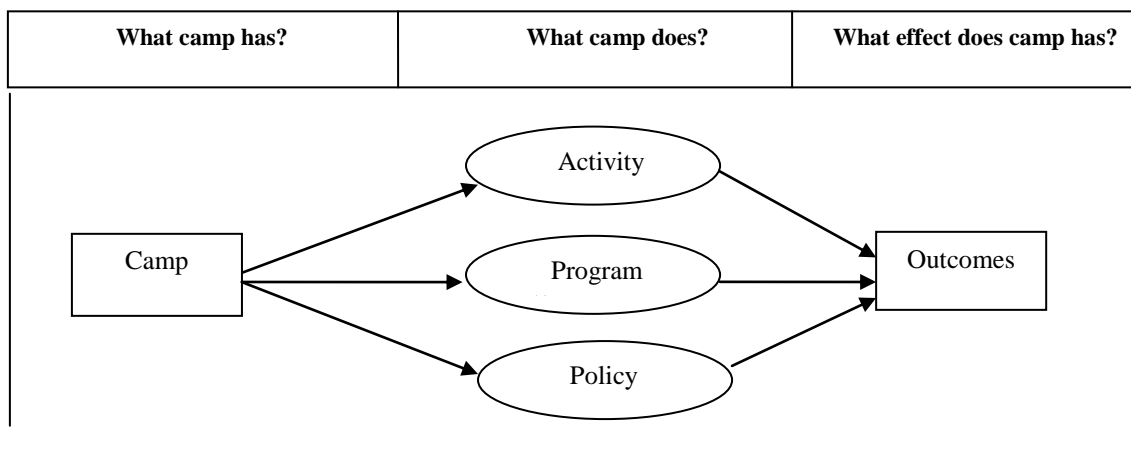 What camp has?
What camp does?
What effect does camp has?
Activity
Camp
Program
Outcomes
Policy